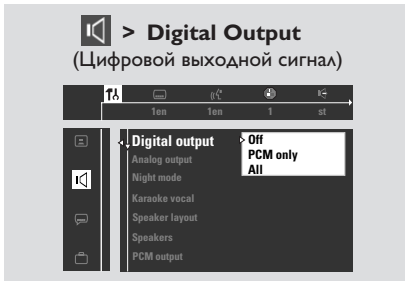 > Digital Output
(Цифровой выходной сигнал)
1en 1en 1 st
Digital output
Off
PCM only
All
Analog output
Night mode
Karaoke vocal
Speaker layout
Speakers
PCM output